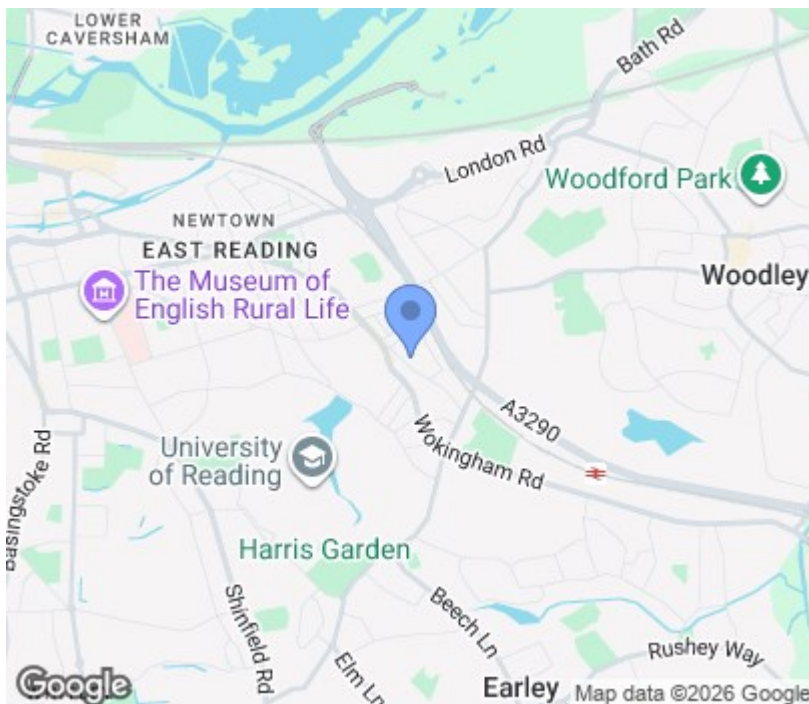 LOWER
CAVERSHAM
Bath Rd
London Rd
Woodford Park
NEWTOWN
EAST READING
Woodley
The Museum of
English Rural Life
A3290
Wokingham Rd
University
of Reading
Basingstoke Rd
Harris Garden
Shinfield Rd
Beech Ln
Elm Ln
Rushey Way
Earley
Google
Map data ©2026 Google